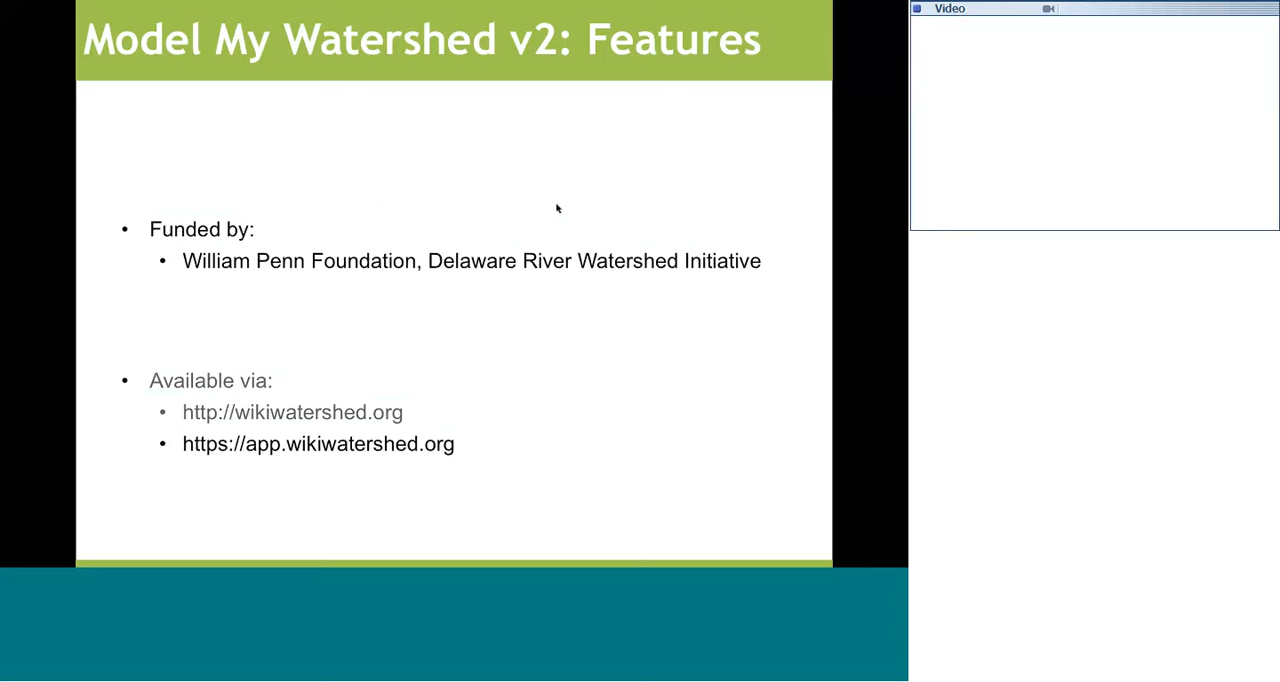 Model My Watershed v2: Features
Video
• Funded by:
• William Penn Foundation, Delaware River Watershed Initiative
• Available via:
• http://wikiwatershed.org
• https://app.wikiwatershed.org